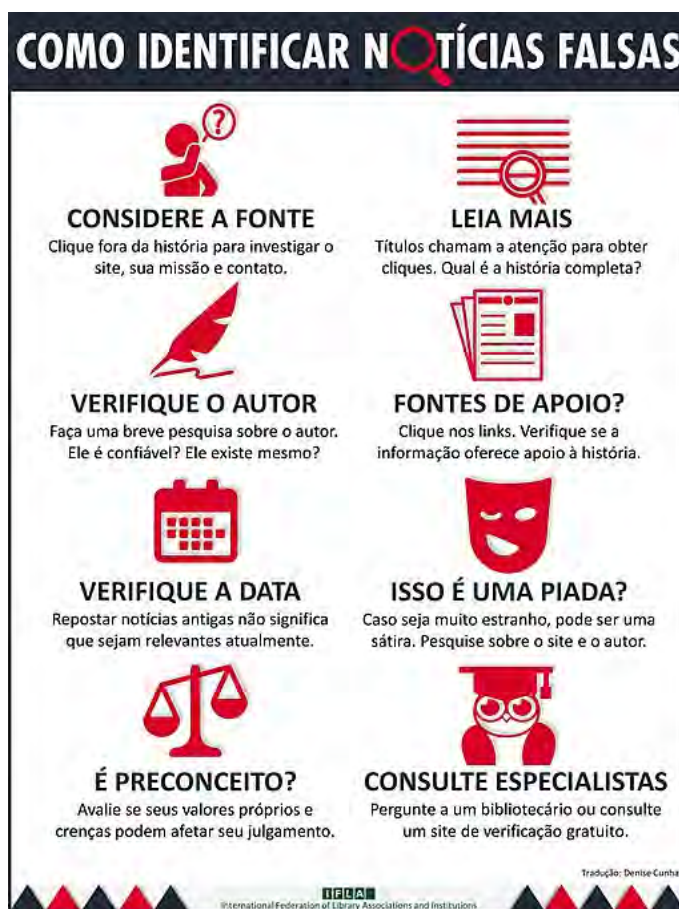 COMO IDENTIFICAR NOTÍCIAS FALSAS
?
CONSIDERE A FONTE
Clique fora da história para investigar o
site, sua missão e contato.
LEIA MAIS
Títulos chamam a atenção para obter
cliques. Qual é a história completa?
VERIFIQUE O AUTOR
Faça uma breve pesquisa sobre o autor.
Ele é confiável? Ele existe mesmo?
FONTES DE APOIO?
Clique nos links. Verifique se a
informação oferece apoio à história.
VERIFIQUE A DATA
Repostar notícias antigas não significa
que sejam relevantes atualmente.
ISSO É UMA PIADA?
Caso seja muito estranho, pode ser uma
sátira. Pesquise sobre o site e o autor.
É PRECONCEITO?
Avalie se seus valores próprios e
crenças podem afetar seu julgamento.
CONSULTE ESPECIALISTAS
Pergunte a um bibliotecário ou consulte
um site de verificação gratuito.
Tradução: Denise Cunha
IFLA
International Federation of Library Associations and Institutions